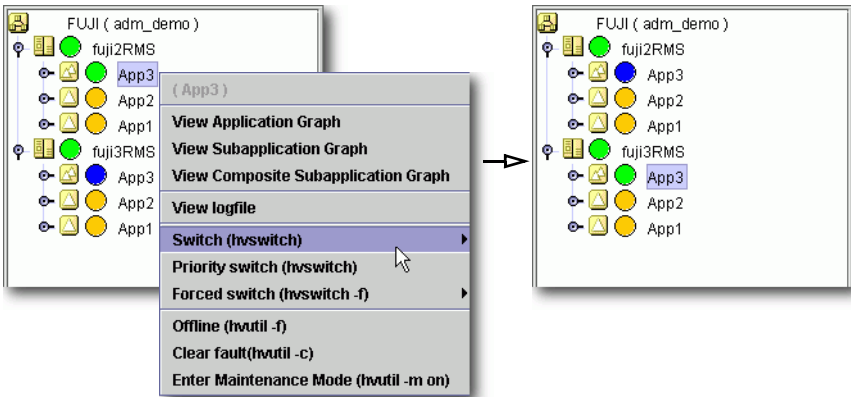 FUJI ( adm_demo )
fuji2RMS
App3
App2
App1
fuji3RMS
App3
App2
App1
( App3 )
View Application Graph
View Subapplication Graph
View Composite Subapplication Graph
View logfile
Switch (hvswitch)
Priority switch (hvswitch)
Forced switch (hvswitch -f)
Offline (hvutil -f)
Clear fault(hvutil -c)
Enter Maintenance Mode (hvutil -m on)
FUJI ( adm_demo )
fuji2RMS
App3
App2
App1
fuji3RMS
App3
App2
App1